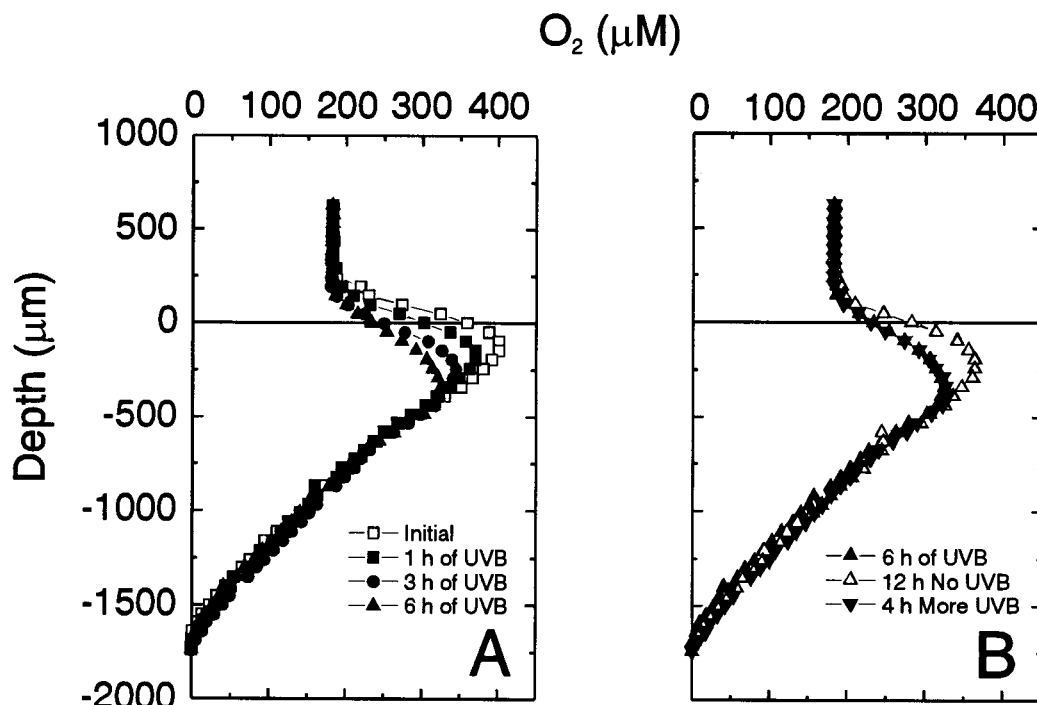 O₂ (μM)
0 100 200 300 400
0 100 200 300 400
1000
500
0
-500
-1000
-1500
-2000
Depth (μm)
Initial
1 h of UVB
3 h of UVB
6 h of UVB
A
6 h of UVB
12 h No UVB
4 h More UVB
B